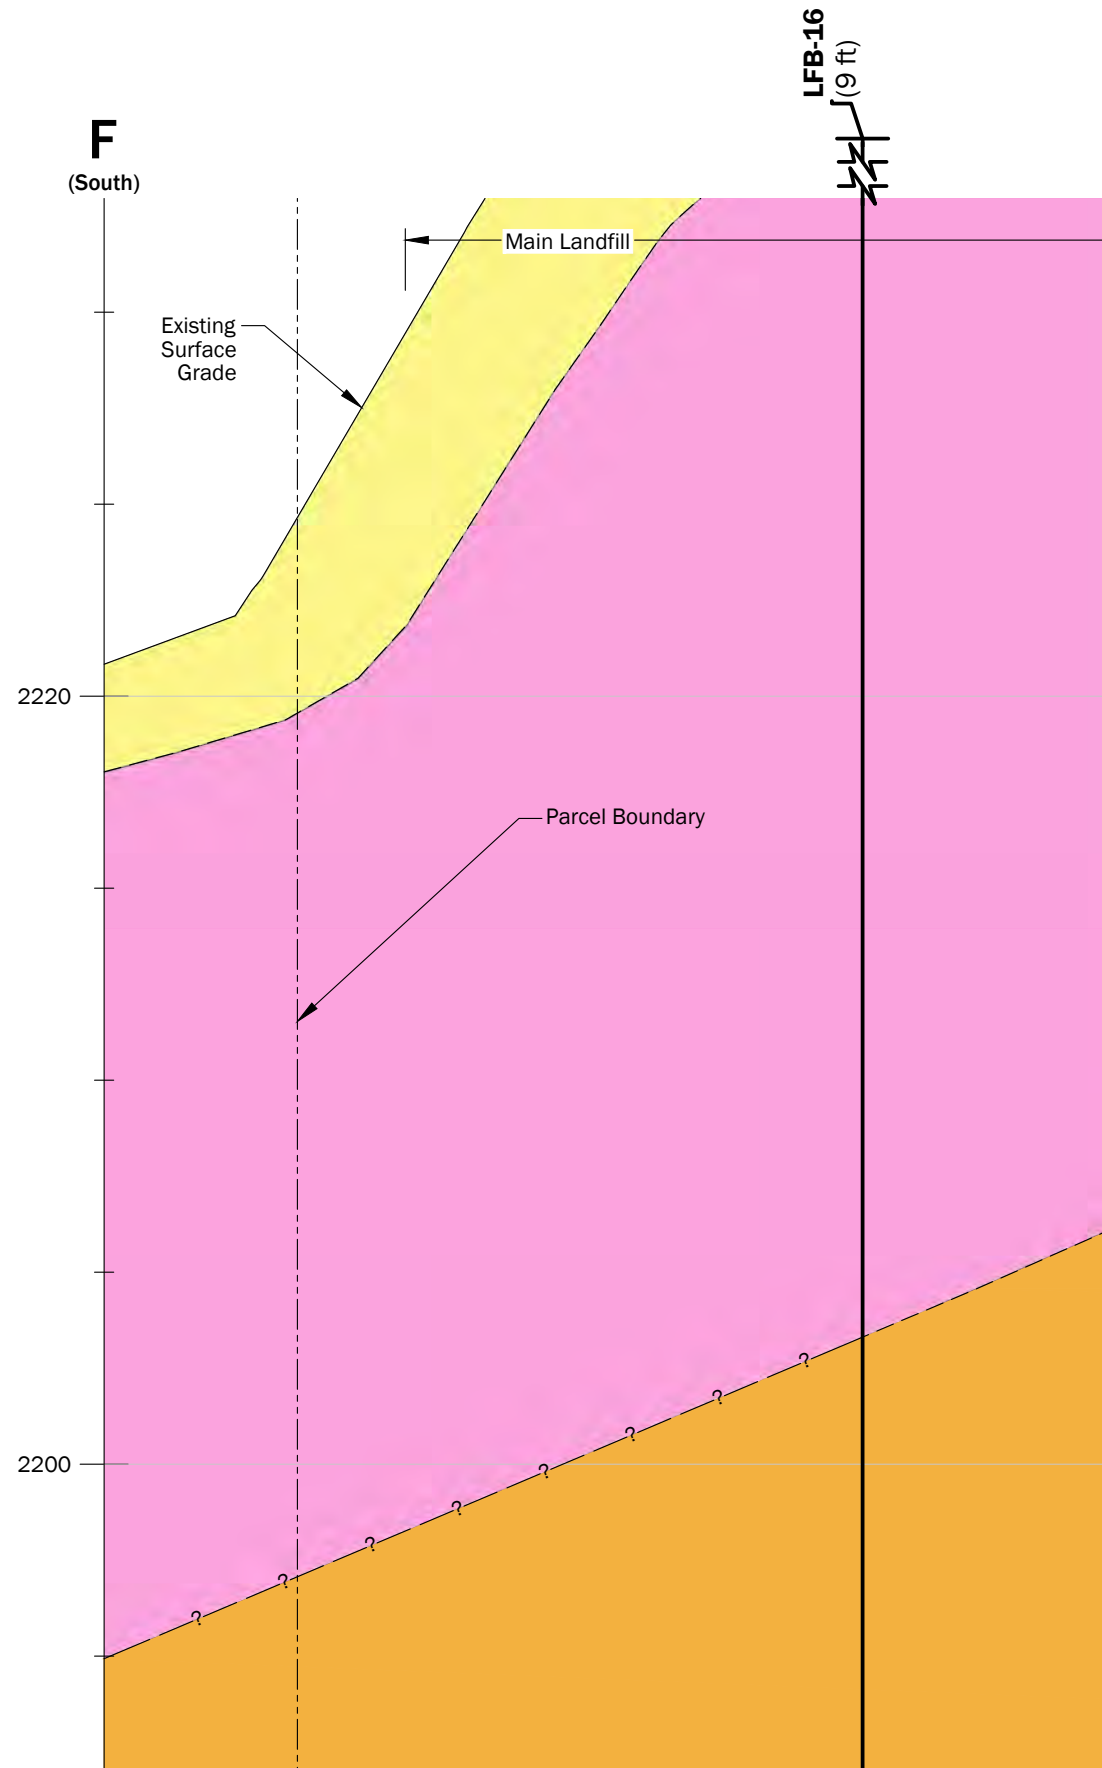 LFB-16
(9 ft)
F
(South)
Main Landfill
Existing
Surface
Grade
2220
Parcel Boundary
2200
?
?
?
?
?
?
?
?